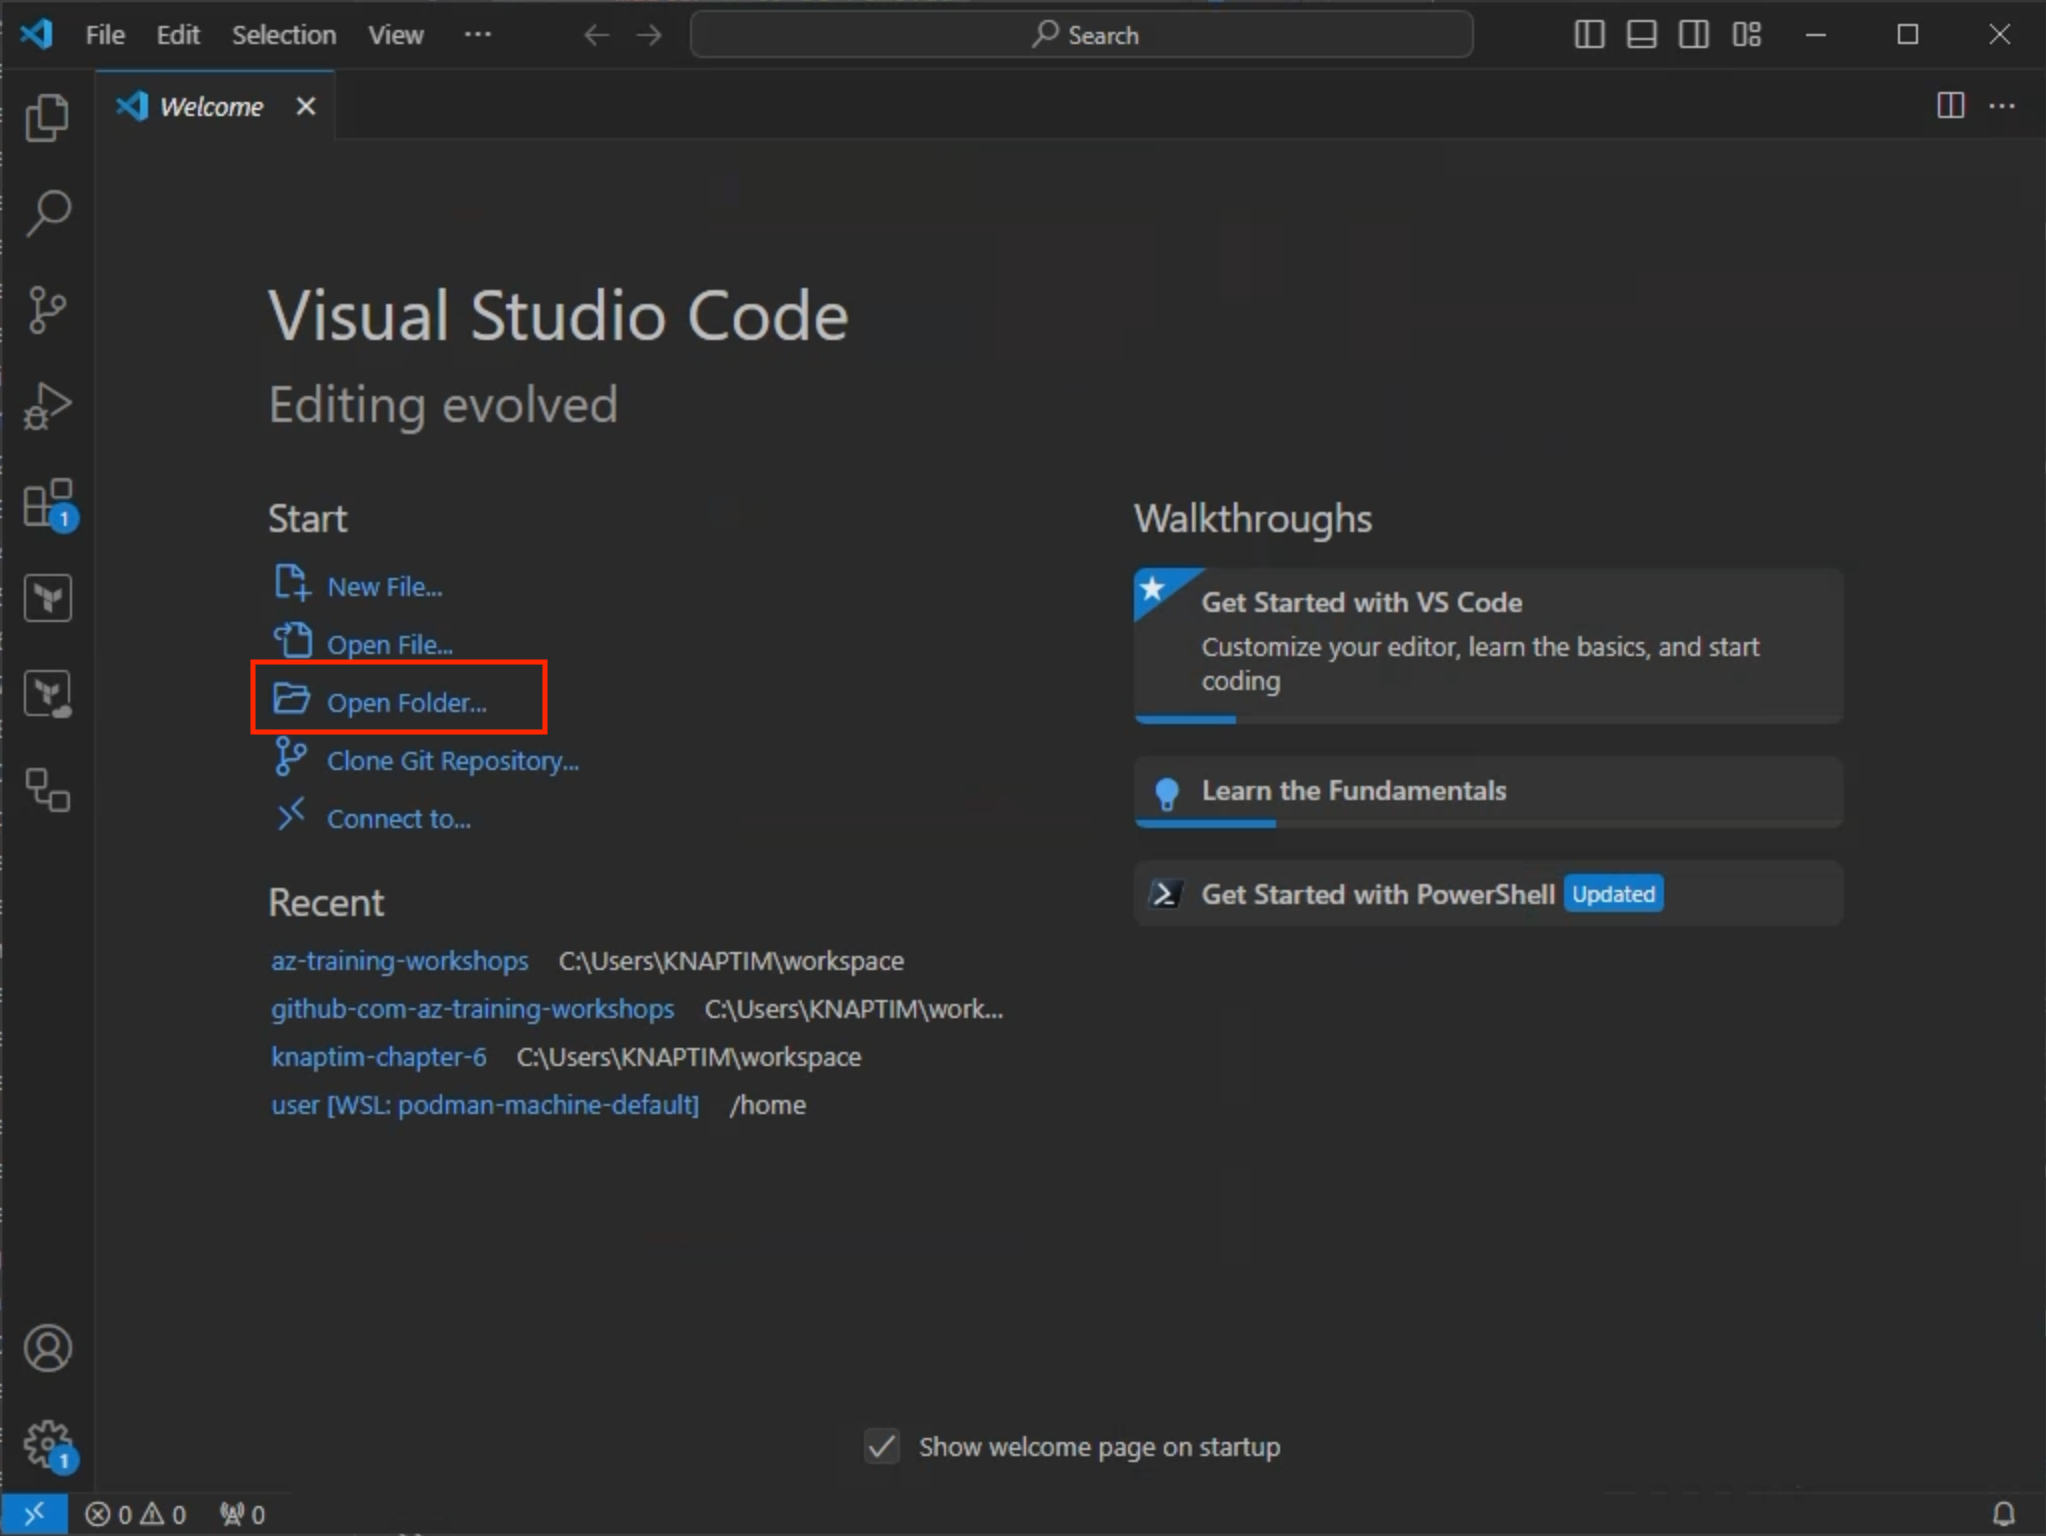 File Edit Selection View ··· Search
Welcome
Visual Studio Code
Editing evolved
Start
New File...
Open File...
Open Folder...
Clone Git Repository...
Connect to...
Recent
az-training-workshops C:\Users\KNAPTIM\workspace
github-com-az-training-workshops C:\Users\KNAPTIM\work...
knaptim-chapter-6 C:\Users\KNAPTIM\workspace
user [WSL: podman-machine-default] /home
Walkthroughs
Get Started with VS Code
Customize your editor, learn the basics, and start
coding
Learn the Fundamentals
Get Started with PowerShell Updated
1
1
Show welcome page on startup
0 0 0